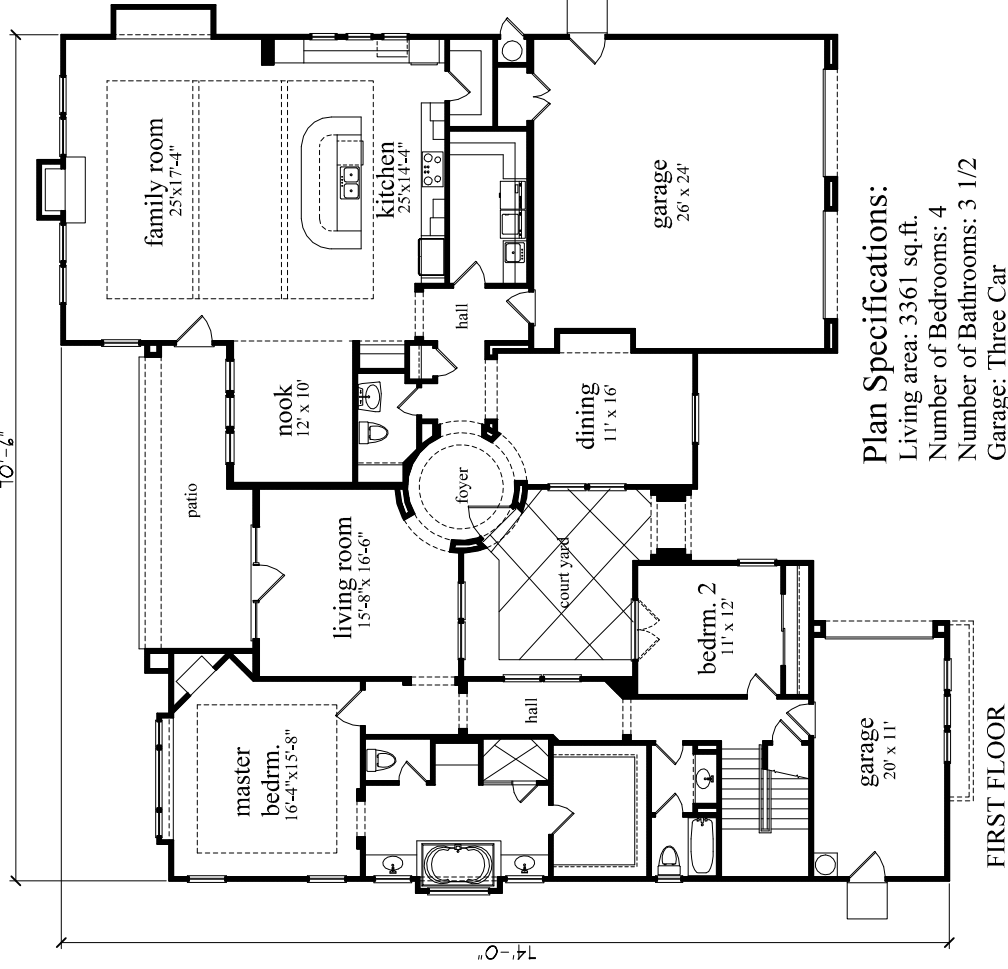 70'-6"
family room
25'x17'-4"
patio
nook
12' x 10'
living room
15'-8"x 16'-6"
master
bedrm.
16'-4"x15'-8"
kitchen
25'x14'-4"
hall
foyer
hall
dining
11' x 16'
court yard
garage
26' x 24'
bedrm. 2
11' x 12'
garage
20' x 11'
74'-0"
Plan Specifications:
Living area: 3361 sq.ft.
Number of Bedrooms: 4
Number of Bathrooms: 3 1/2
Garage: Three Car
FIRST FLOOR